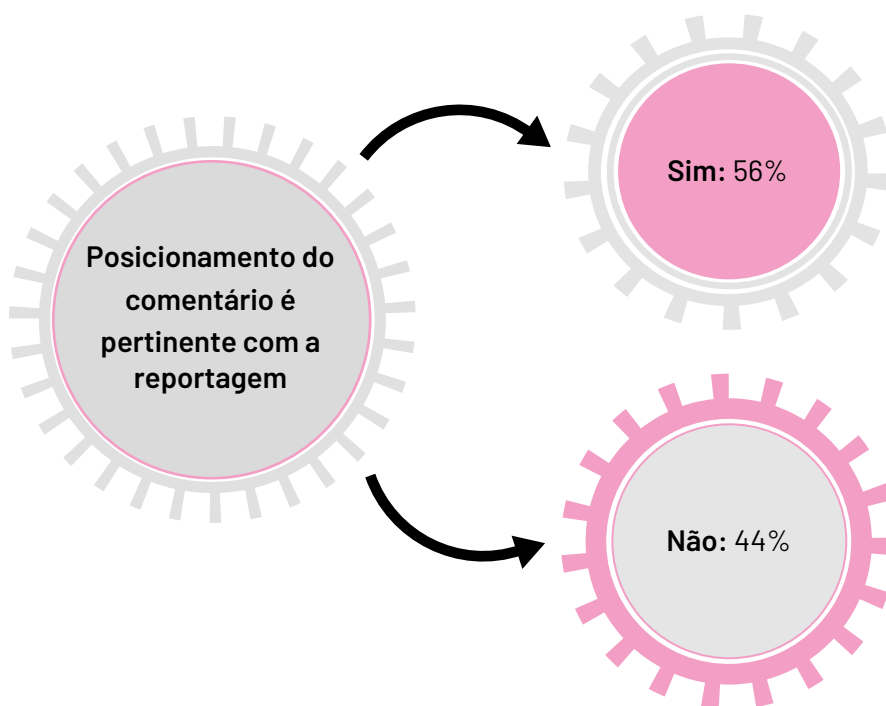 Posicionamento do
comentário é
pertinente com a
reportagem
Sim: 56%
Não: 44%